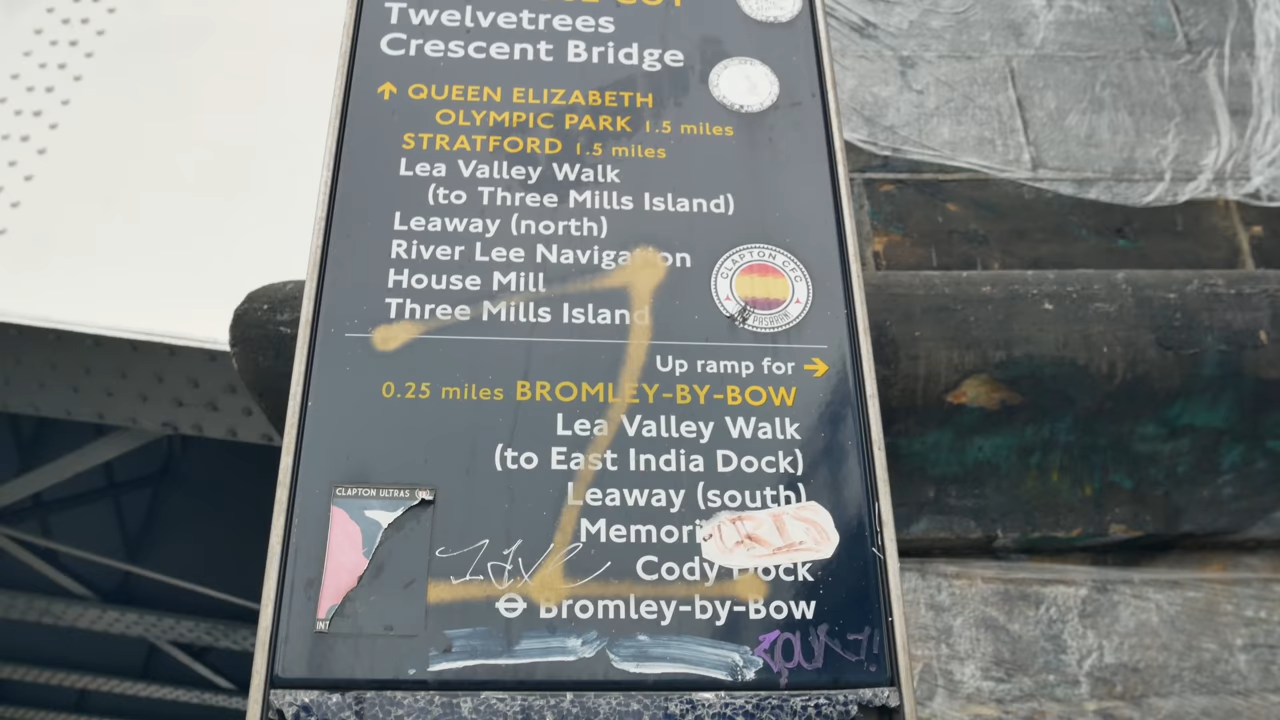 Twelvetrees
Crescent Bridge
↑ QUEEN ELIZABETH
OLYMPIC PARK 1.5 miles
STRATFORD 1.5 miles
Lea Valley Walk
(to Three Mills Island)
Leaway (north)
River Lee Navigation
House Mill
Three Mills Island
CLAPTON CFC
PASARAN!
Up ramp for →
0.25 miles BROMLEY-BY-BOW
Lea Valley Walk
(to East India Dock)
Leaway (south)
CLAPTON ULTRAS
Memori
Cody Dock
Bromley-by-Bow
INT